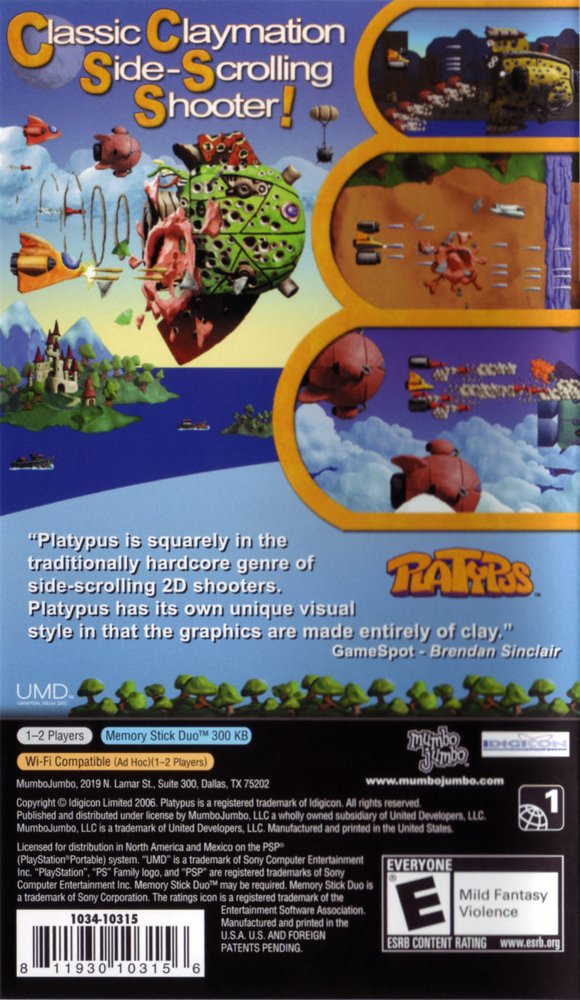 Classic Claymation
Side-Scrolling
Shooter!
"Platypus is squarely in the
traditionally hardcore genre of
side-scrolling 2D shooters.
Platypus has its own unique visual
style in that the graphics are made entirely of clay."
GameSpot - Brendan Sinclair
PLATYPUS™
UMD™
UNIVERSAL MEDIA DISC
1–2 Players
Memory Stick Duo™ 300 KB
Wi-Fi Compatible (Ad Hoc)(1–2 Players)
mumbo jumbo
IDIGICON
www.mumbojumbo.com
MumboJumbo, 2019 N. Lamar St., Suite 300, Dallas, TX 75202
Copyright © Idigicon Limited 2006. Platypus is a registered trademark of Idigicon. All rights reserved.
Published and distributed under license by MumboJumbo, LLC a wholly owned subsidiary of United Developers, LLC.
MumboJumbo, LLC is a trademark of United Developers, LLC. Manufactured and printed in the United States.
1
Licensed for distribution in North America and Mexico on the PSP®
(PlayStation®Portable) system. "UMD" is a trademark of Sony Computer Entertainment
Inc. "PlayStation", "PS" Family logo, and "PSP" are registered trademarks of Sony
Computer Entertainment Inc. Memory Stick Duo™ may be required. Memory Stick Duo is
a trademark of Sony Corporation. The ratings icon is a registered trademark of the
Entertainment Software Association.
Manufactured and printed in the
U.S.A. U.S. AND FOREIGN
PATENTS PENDING.
1034-10315
8 11930 10315 6
EVERYONE
E®
Mild Fantasy
Violence
ESRB CONTENT RATING www.esrb.org